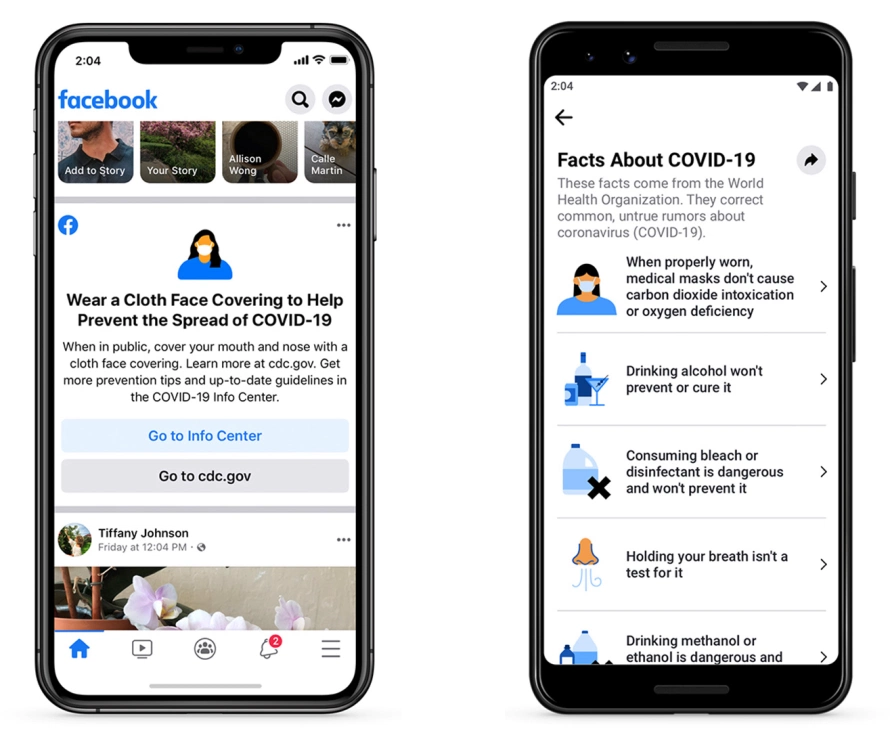 2:04
facebook
Add to Story
Your Story
Allison
Wong
Calle
Martin
Wear a Cloth Face Covering to Help
Prevent the Spread of COVID-19
When in public, cover your mouth and nose with a
cloth face covering. Learn more at cdc.gov. Get
more prevention tips and up-to-date guidelines in
the COVID-19 Info Center.
Go to Info Center
Go to cdc.gov
Tiffany Johnson
Friday at 12:04 PM ·
2
2:04
Facts About COVID-19
These facts come from the World
Health Organization. They correct
common, untrue rumors about
coronavirus (COVID-19).
When properly worn,
medical masks don't cause
carbon dioxide intoxication
or oxygen deficiency
Drinking alcohol won't
prevent or cure it
Consuming bleach or
disinfectant is dangerous
and won't prevent it
Holding your breath isn't a
test for it
Drinking methanol or
ethanol is dangerous and